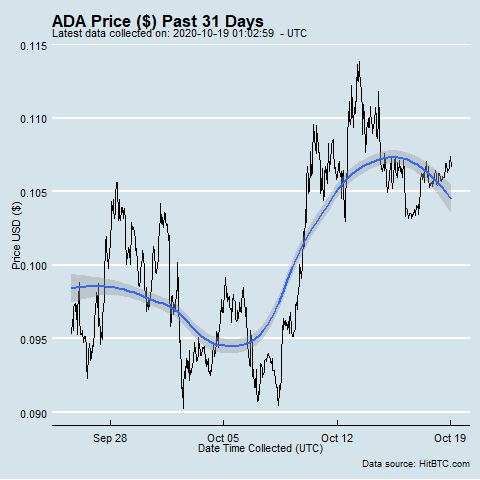 ADA Price ($) Past 31 Days
Latest data collected on: 2020-10-19 01:02:59 - UTC
0.115
0.110
0.105
0.100
0.095
0.090
Price USD ($)
Sep 28
Oct 05
Oct 12
Oct 19
Date Time Collected (UTC)
Data source: HitBTC.com